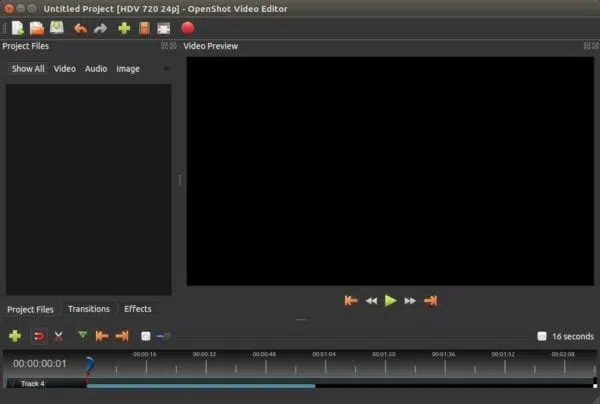 Untitled Project [HDV 720 24p] - OpenShot Video Editor
Project Files
Video Preview
Show All Video Audio Image
Project Files Transitions Effects
16 seconds
00:00:00:01
00:00:16 00:00:32 00:00:48 00:01:04 00:01:20 00:01:36 00:01:52 00:02:08
Track 4